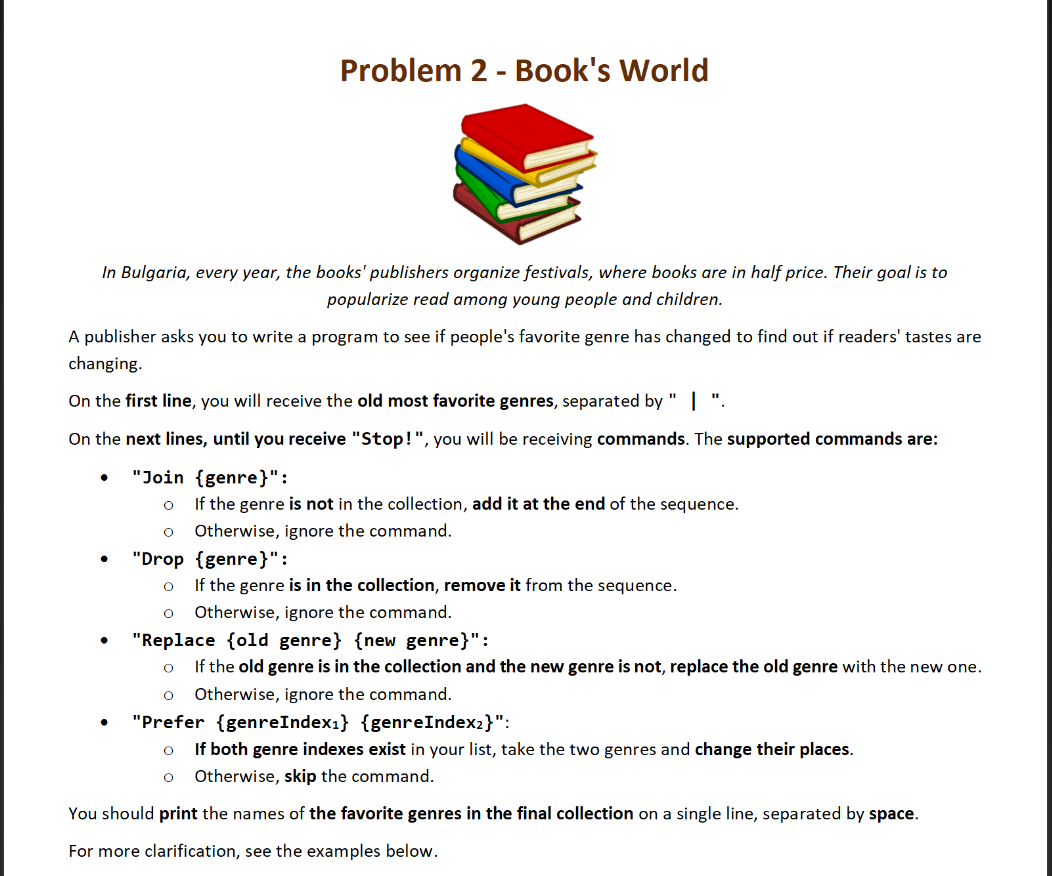 Problem 2 - Book's World
In Bulgaria, every year, the books' publishers organize festivals, where books are in half price. Their goal is to
popularize read among young people and children.
A publisher asks you to write a program to see if people's favorite genre has changed to find out if readers' tastes are
changing.
On the first line, you will receive the old most favorite genres, separated by " | ".
On the next lines, until you receive "Stop!", you will be receiving commands. The supported commands are:
• "Join {genre}":
o If the genre is not in the collection, add it at the end of the sequence.
o Otherwise, ignore the command.
• "Drop {genre}":
o If the genre is in the collection, remove it from the sequence.
o Otherwise, ignore the command.
• "Replace {old genre} {new genre}":
o If the old genre is in the collection and the new genre is not, replace the old genre with the new one.
o Otherwise, ignore the command.
• "Prefer {genreIndex₁} {genreIndex₂}":
o If both genre indexes exist in your list, take the two genres and change their places.
o Otherwise, skip the command.
You should print the names of the favorite genres in the final collection on a single line, separated by space.
For more clarification, see the examples below.